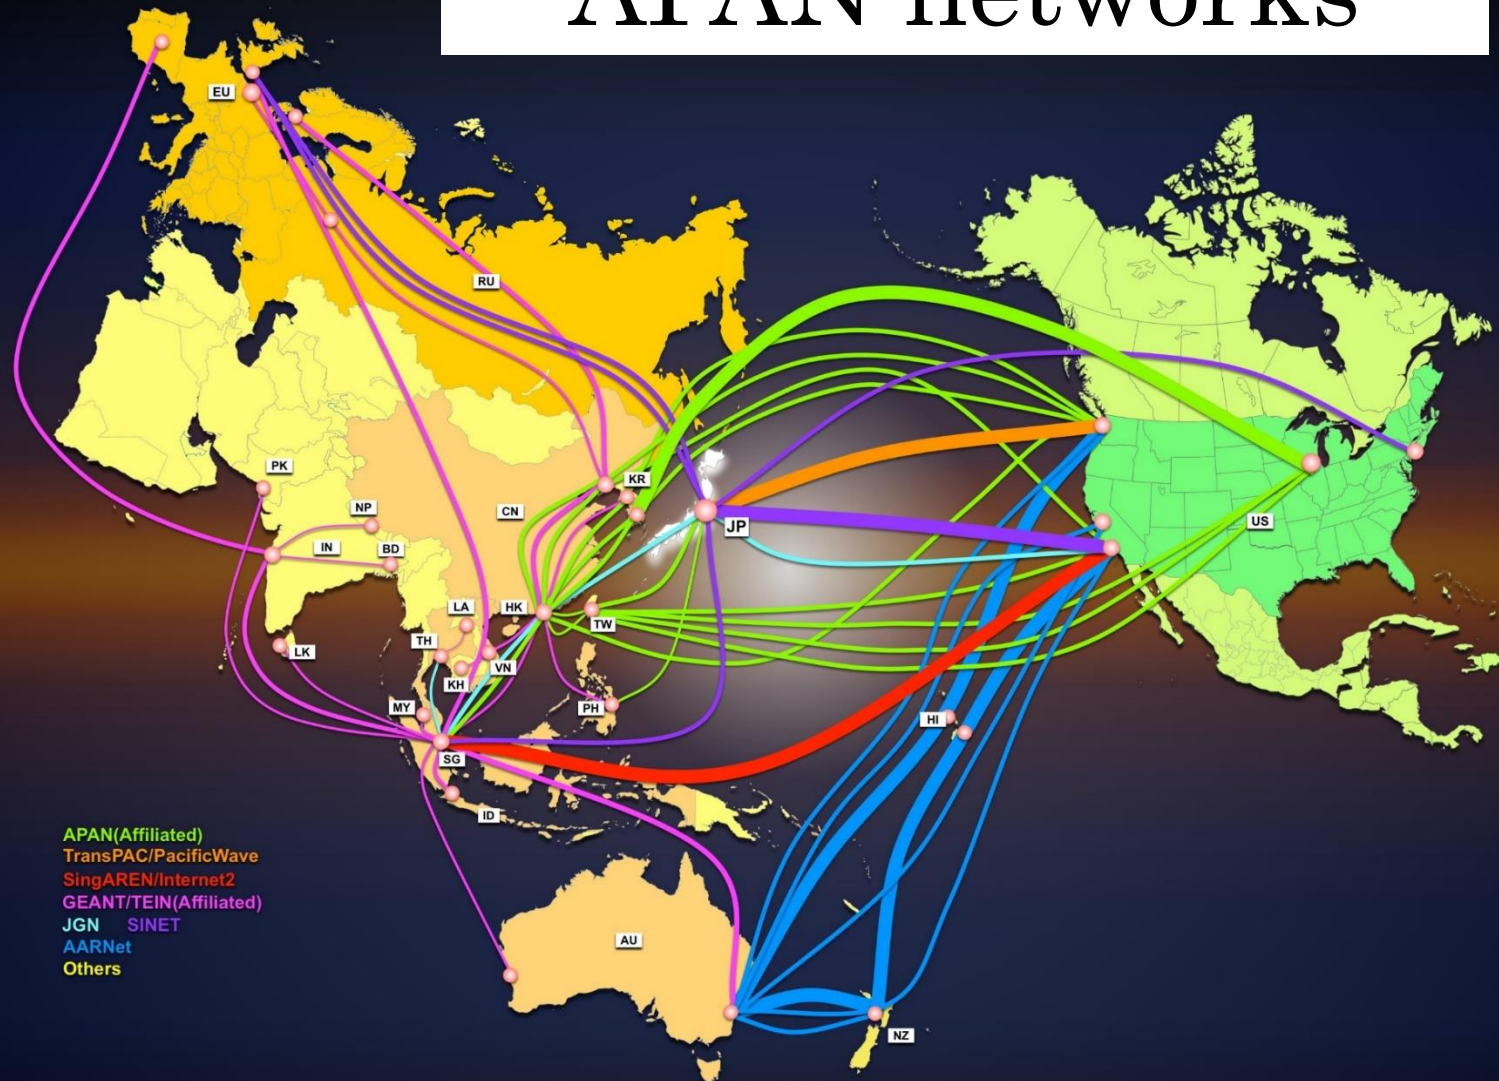 APAN networks
EU
RU
PK
KR
NP
CN
JP
US
IN
BD
LA
HK
TW
TH
LK
VN
KH
MY
PH
HI
SG
ID
APAN(Affiliated)
TransPAC/PacificWave
SingAREN/Internet2
GEANT/TEIN(Affiliated)
JGN SINET
AARNet
Others
AU
NZ